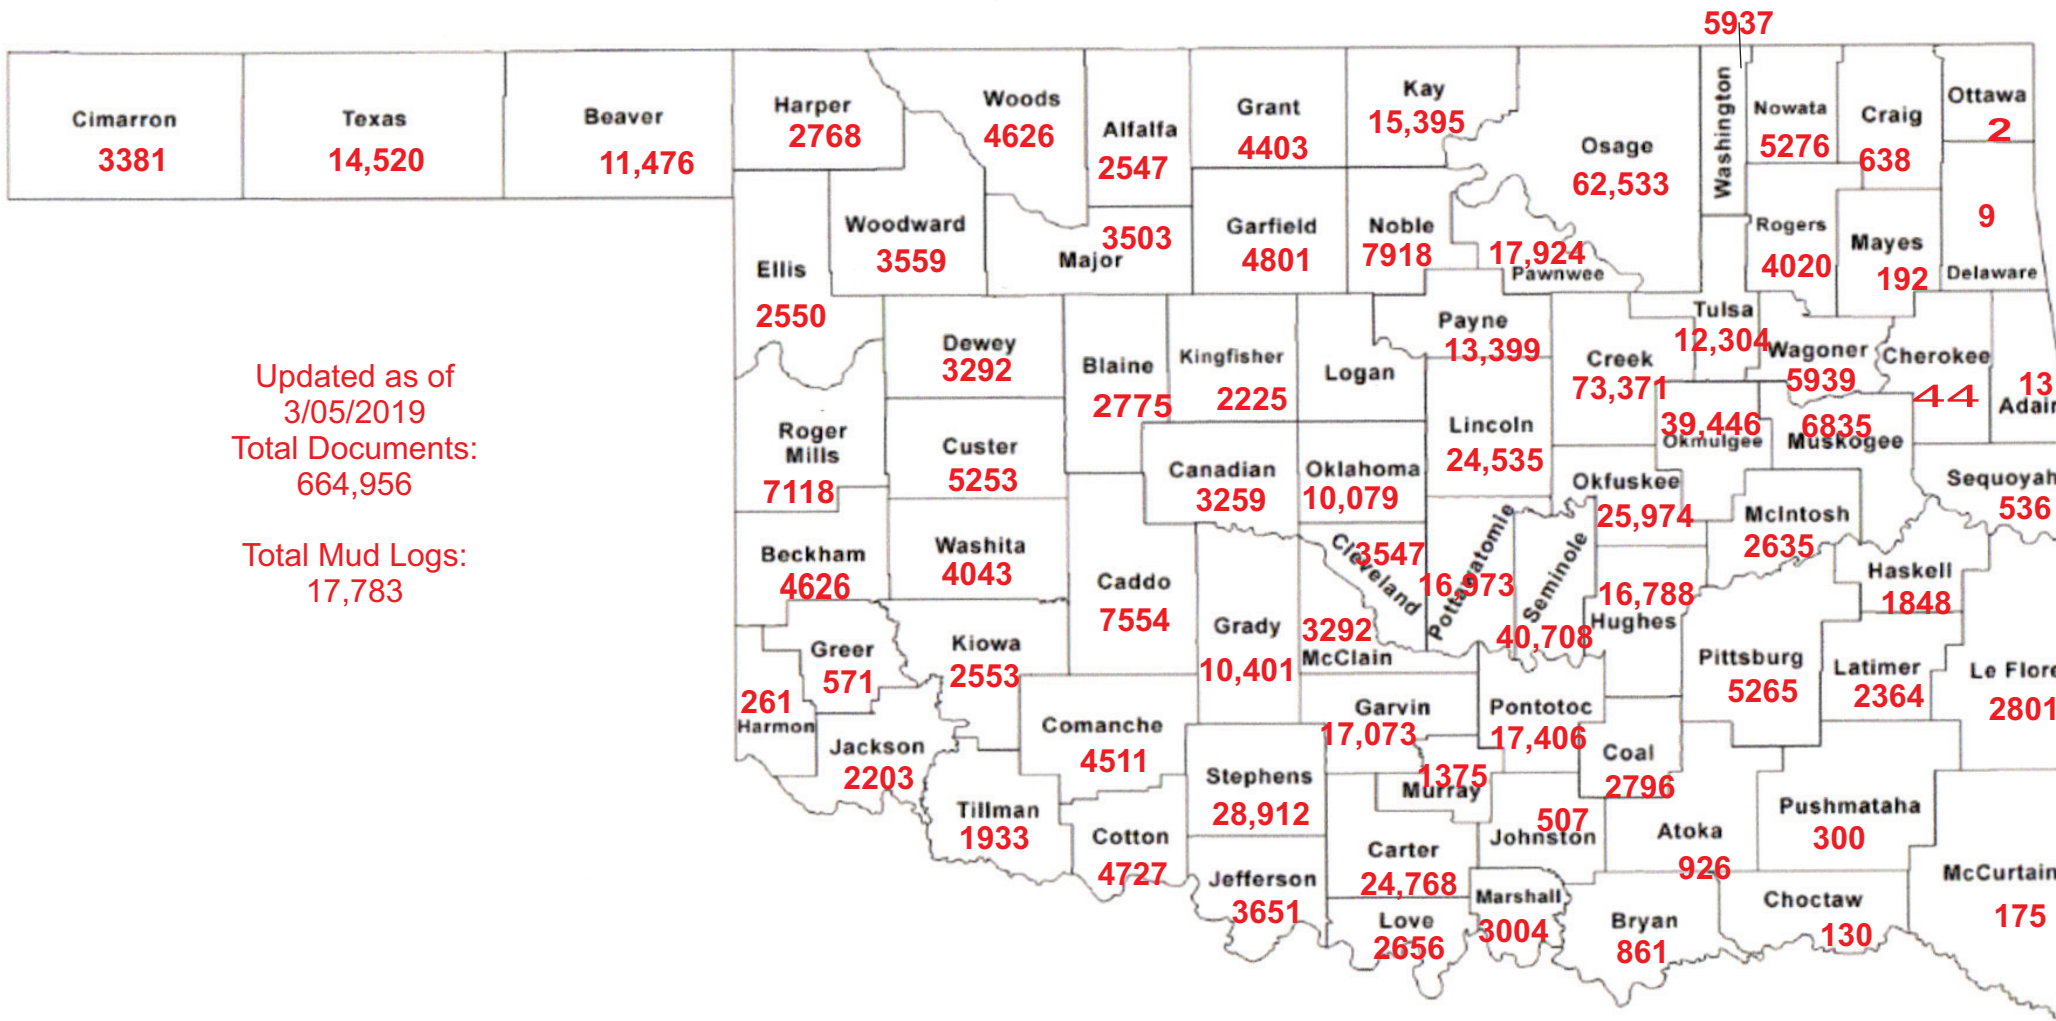 5937
Cimarron
3381
Texas
14,520
Beaver
11,476
Harper
2768
Woods
4626
Alfalfa
2547
Grant
4403
Kay
15,395
Osage
62,533
Washington
Nowata
5276
Craig
638
Ottawa
2
Ellis
2550
Woodward
3559
Major
3503
Garfield
4801
Noble
7918
17,924
Pawnwee
Rogers
4020
Mayes
192
9
Delaware
Dewey
3292
Blaine
2775
Kingfisher
2225
Logan
Payne
13,399
Creek
73,371
Tulsa
12,304
Wagoner
5939
Cherokee
44
13
Adair
Updated as of
3/05/2019
Total Documents:
664,956
Total Mud Logs:
17,783
Roger
Mills
7118
Custer
5253
Canadian
3259
Oklahoma
10,079
Lincoln
24,535
39,446
Okmulgee
6835
Muskogee
Okfuskee
25,974
McIntosh
2635
Sequoyah
536
Beckham
4626
Washita
4043
Caddo
7554
Grady
10,401
Cleveland
3547
3292
McClain
Pottawatomie
16,973
Seminole
40,708
16,788
Hughes
Haskell
1848
Pittsburg
5265
Latimer
2364
Le Flore
2801
Greer
571
Kiowa
2553
261
Harmon
Jackson
2203
Comanche
4511
Tillman
1933
Cotton
4727
Stephens
28,912
Garvin
17,073
Pontotoc
17,406
Coal
2796
1375
Murray
507
Johnston
Atoka
926
Pushmataha
300
Jefferson
3651
Carter
24,768
Love
2656
Marshall
3004
Bryan
861
Choctaw
130
McCurtain
175